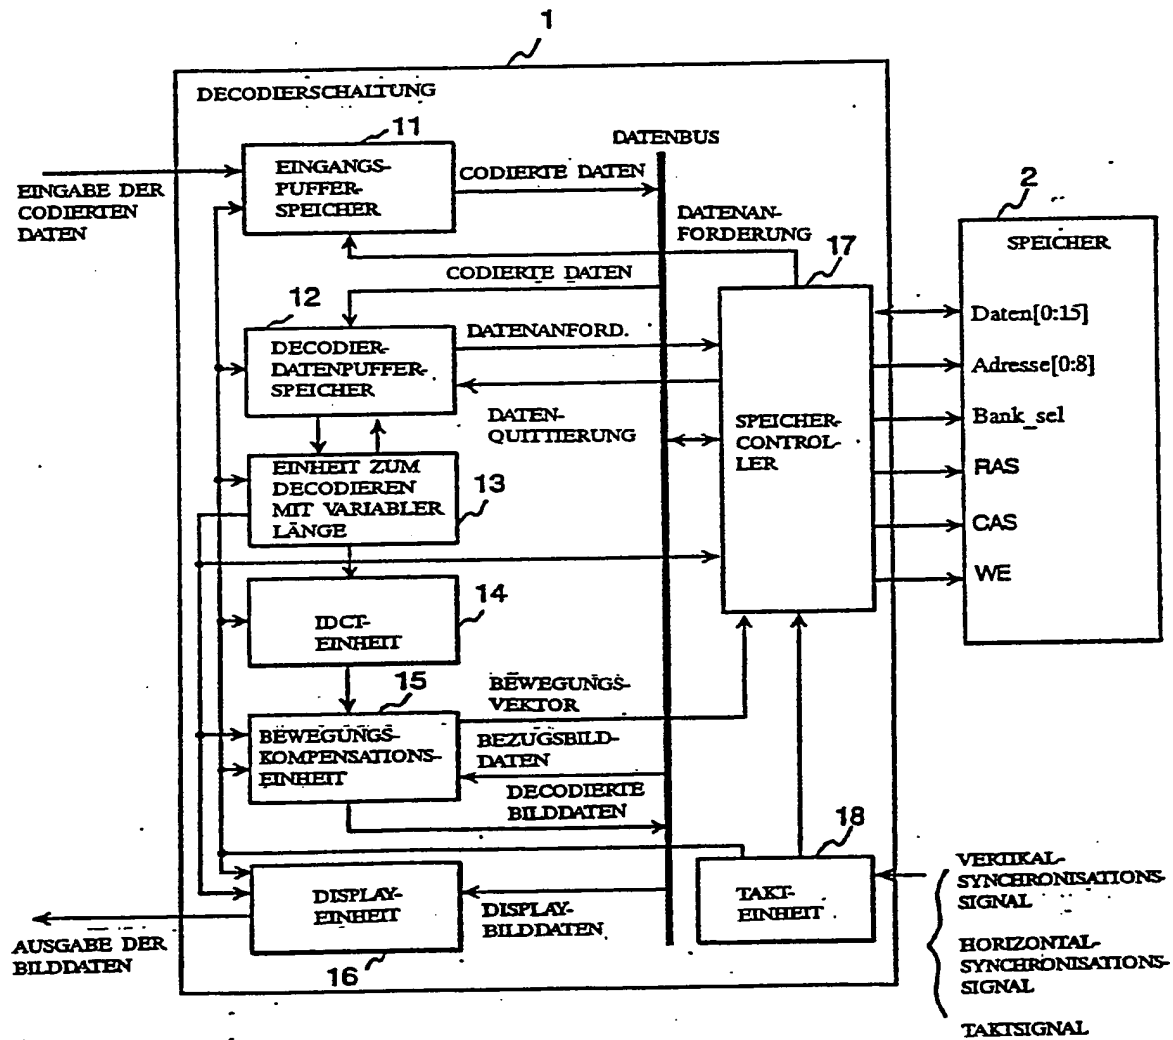 1
DECODIERSCHALTUNG
11
DATENBUS
EINGANGS-
PUFFER-
SPEICHER
CODIERTE DATEN
EINGABE DER
CODIERTEN
DATEN
2
DATENAN-
FORDERUNG
SPEICHER
17
CODIERTE DATEN
12
DATENANFORD.
DECODIER-
DATENPUFFER-
SPEICHER
Daten[0:15]
Adresse[0:8]
Bank_sel
RAS
CAS
WE
DATEN-
QUITTIERUNG
SPEICHER-
CONTROL-
LER
EINHEIT ZUM
DECODIEREN
MIT VARIABLER
LÄNGE
13
14
IDCT-
EINHEIT
15
BEWEGUNGS-
VEKTOR
BEWEGUNGS-
KOMPENSATIONS-
EINHEIT
BEZUGSBILD-
DATEN
DECODIERTE
BILDDATEN
18
TAKT-
EINHEIT
VERTIKAL-
SYNCHRONISATIONS-
SIGNAL
HORIZONTAL-
SYNCHRONISATIONS-
SIGNAL
TAKTSIGNAL
DISPLAY-
EINHEIT
DISPLAY-
BILDDATEN
AUSGABE DER
BILDDATEN
16